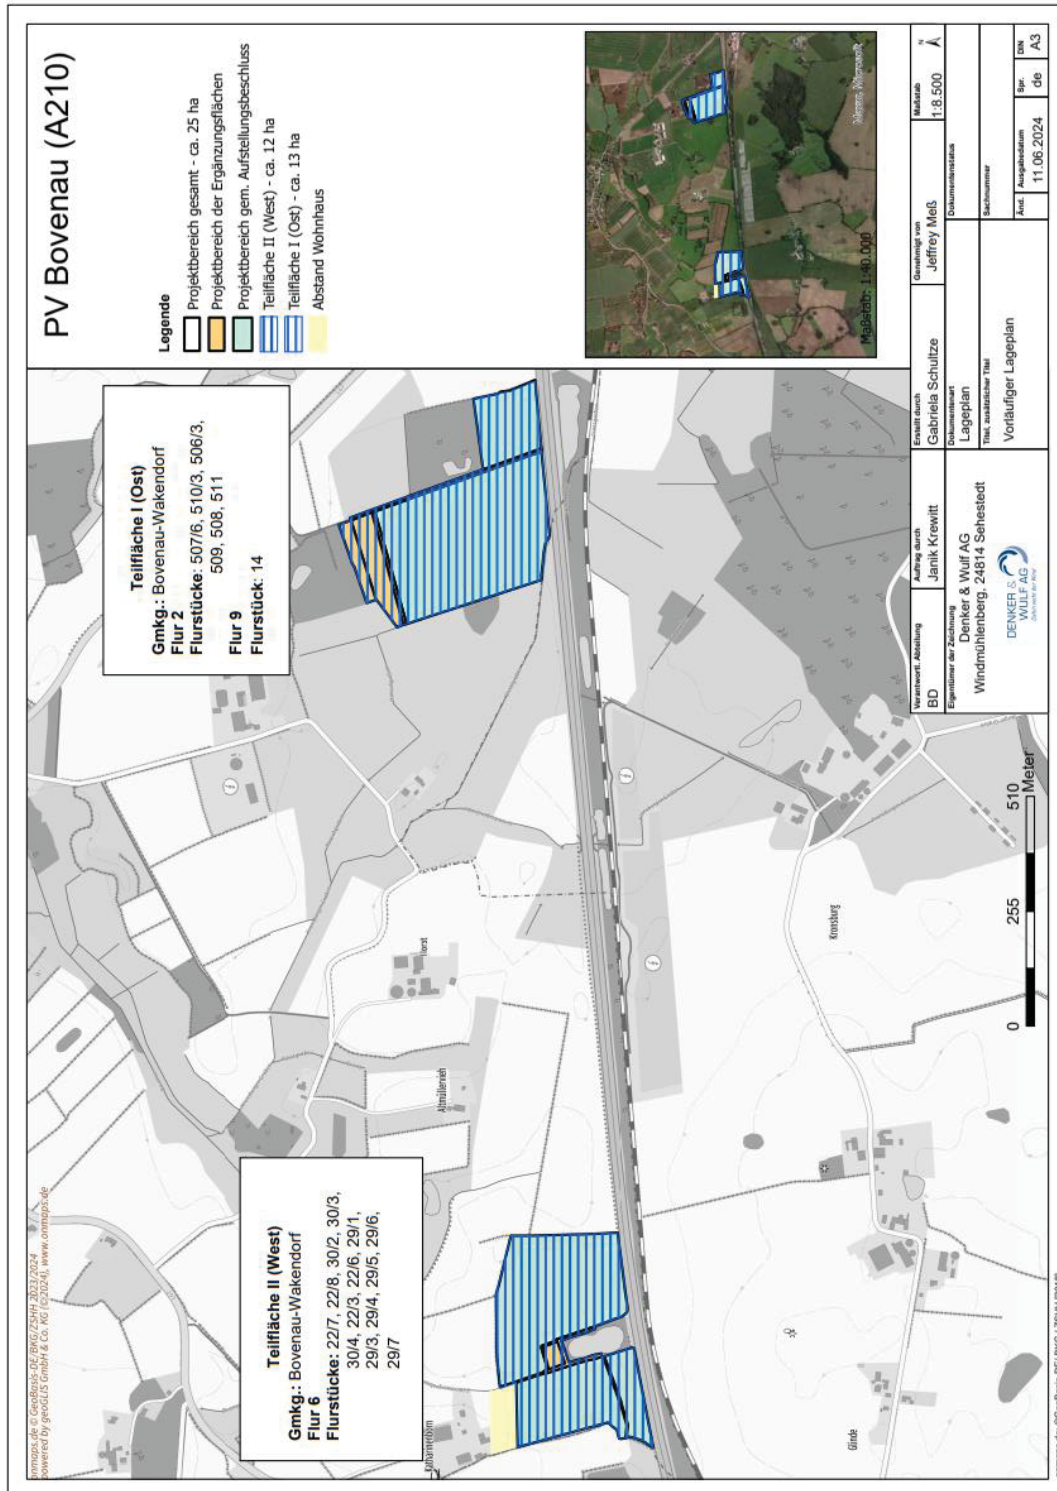 PV Bovenau (A210)
Legende
Projektbereich gesamt - ca. 25 ha
Projektbereich der Ergänzungsflächen
Projektbereich gem. Aufstellungsbeschluss
Teilfläche II (West) - ca. 12 ha
Teilfläche I (Ost) - ca. 13 ha
Abstand Wohnhaus
Maxar, Microsoft
Maßstab: 1:40.000
onmaps.de © GeoBasis-DE/BKG/ZSHH 2023/2024
powered by geoGLIS GmbH & Co. KG (©2024), www.onmaps.de
Teilfläche II (West)
Gmkg.: Bovenau-Wakendorf
Flur 6
Flurstücke: 22/7, 22/8, 30/2, 30/3,
30/4, 22/3, 22/6, 29/1,
29/3, 29/4, 29/5, 29/6,
29/7
Teilfläche I (Ost)
Gmkg.: Bovenau-Wakendorf
Flur 2
Flurstücke: 507/6, 510/3, 506/3,
509, 508, 511
Flur 9
Flurstück: 14
Katharinenborn
Altmüllervieh
Horst
Kronsburg
Glinde
0 255 510
Meter
Verantwortl. Abteilung
BD
Auftrag durch
Janik Krewitt
Erstellt durch
Gabriela Schultze
Genehmigt von
Jeffrey Meß
Maßstab
1:8.500
N
Eigentümer der Zeichnung
Denker & Wulf AG
Windmühlenberg, 24814 Sehestedt
DENKER &
WULF AG
Dokumentenart
Lageplan
Dokumentenstatus
Titel, zusätzlicher Titel
Vorläufiger Lageplan
Sachnummer
Änd.
Ausgabedatum
11.06.2024
Spr.
de
DIN
A3